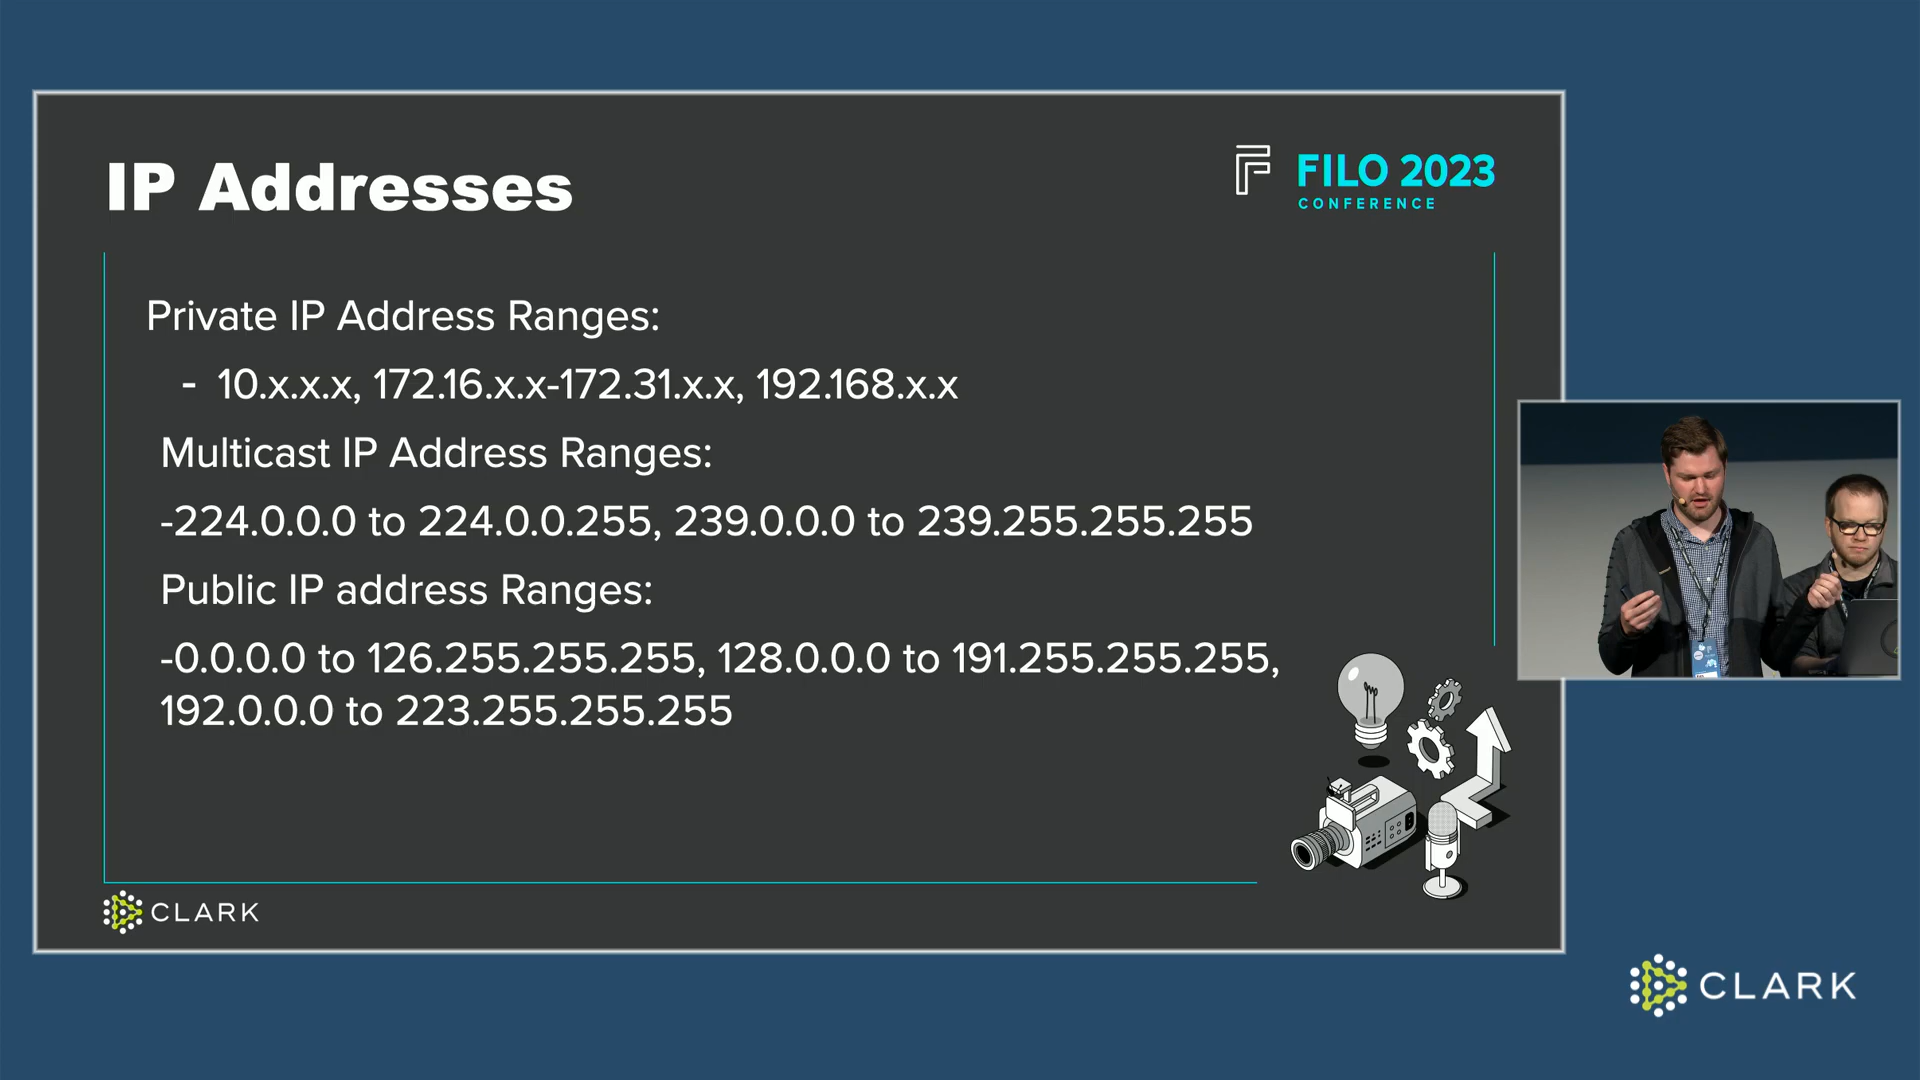 IP Addresses
FILO 2023
CONFERENCE
Private IP Address Ranges:
- 10.x.x.x, 172.16.x.x-172.31.x.x, 192.168.x.x
Multicast IP Address Ranges:
-224.0.0.0 to 224.0.0.255, 239.0.0.0 to 239.255.255.255
Public IP address Ranges:
-0.0.0.0 to 126.255.255.255, 128.0.0.0 to 191.255.255.255,
192.0.0.0 to 223.255.255.255
CLARK
CLARK